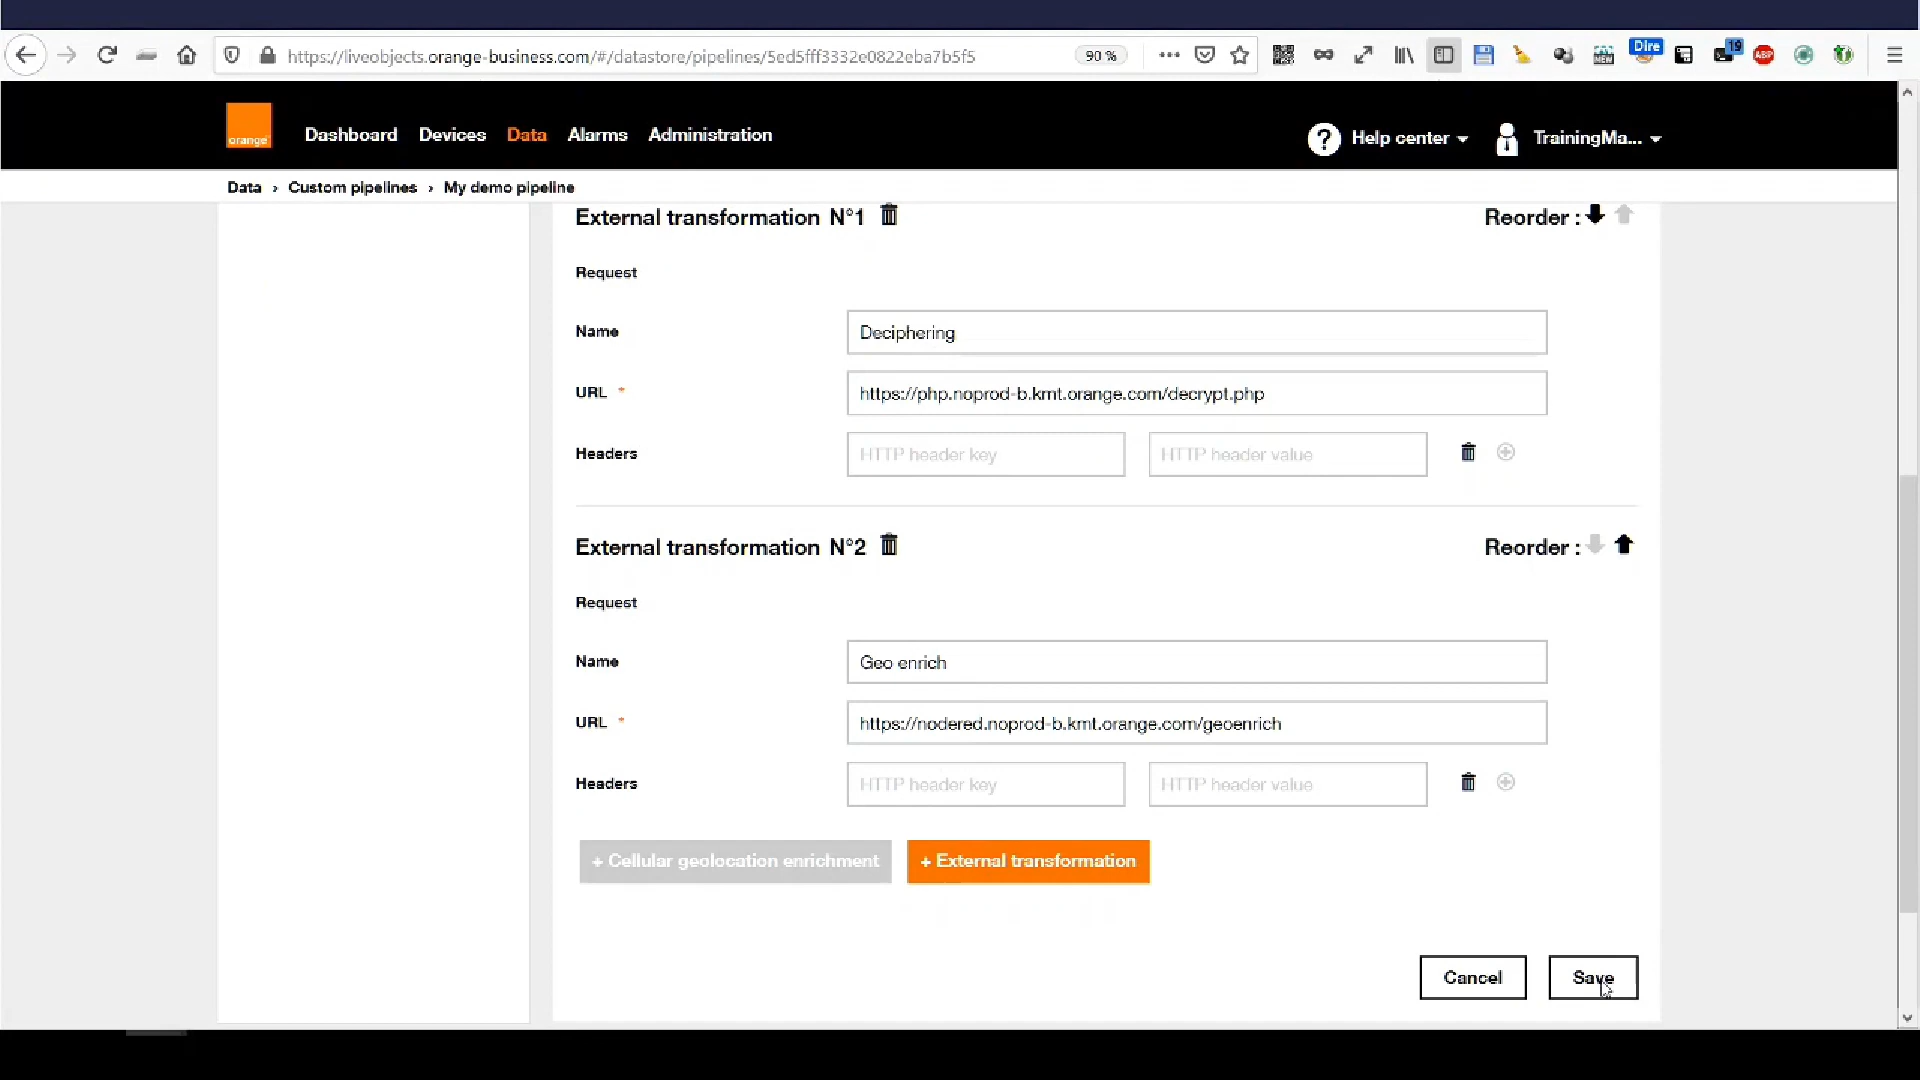 https://liveobjects.orange-business.com/#/datastore/pipelines/5ed5fff3332e0822eba7b5f5
90 %
NEW
Dire
19
ABP
orange
Dashboard
Devices
Data
Alarms
Administration
? Help center
TrainingMa...
Data › Custom pipelines › My demo pipeline
External transformation N°1
Reorder :
Request
Name
Deciphering
URL *
https://php.noprod-b.kmt.orange.com/decrypt.php
Headers
HTTP header key
HTTP header value
External transformation N°2
Reorder :
Request
Name
Geo enrich
URL *
https://nodered.noprod-b.kmt.orange.com/geoenrich
Headers
HTTP header key
HTTP header value
+ Cellular geolocation enrichment
+ External transformation
Cancel
Save